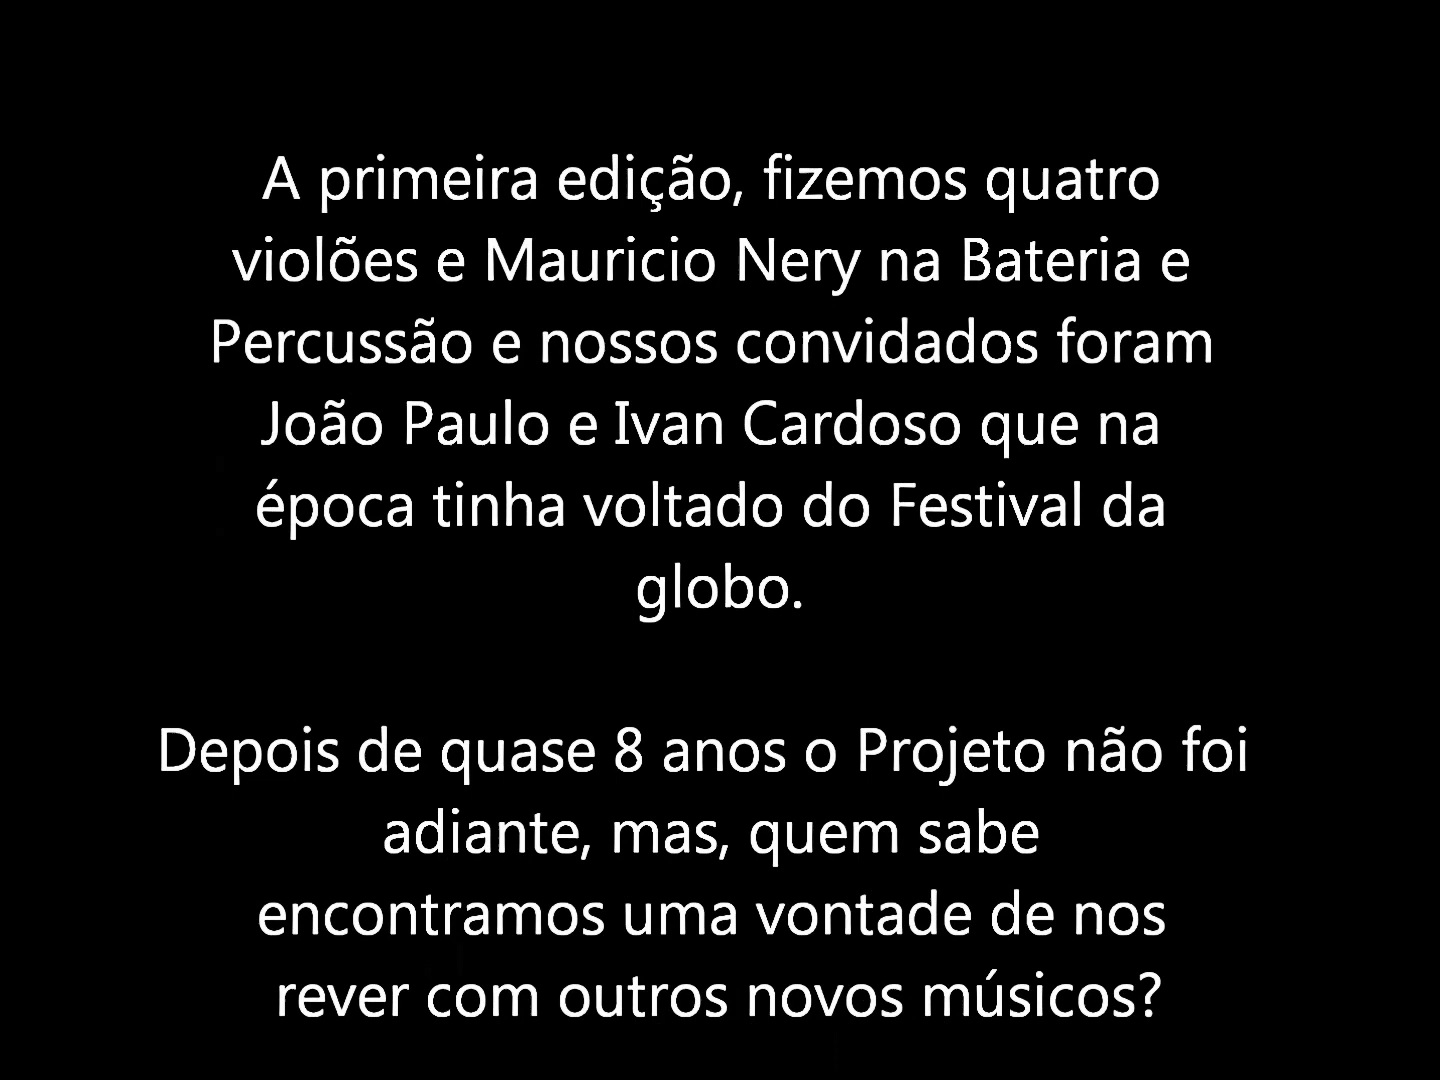 A primeira edição, fizemos quatro
violões e Mauricio Nery na Bateria e
Percussão e nossos convidados foram
João Paulo e Ivan Cardoso que na
época tinha voltado do Festival da
globo.
Depois de quase 8 anos o Projeto não foi
adiante, mas, quem sabe
encontramos uma vontade de nos
rever com outros novos músicos?